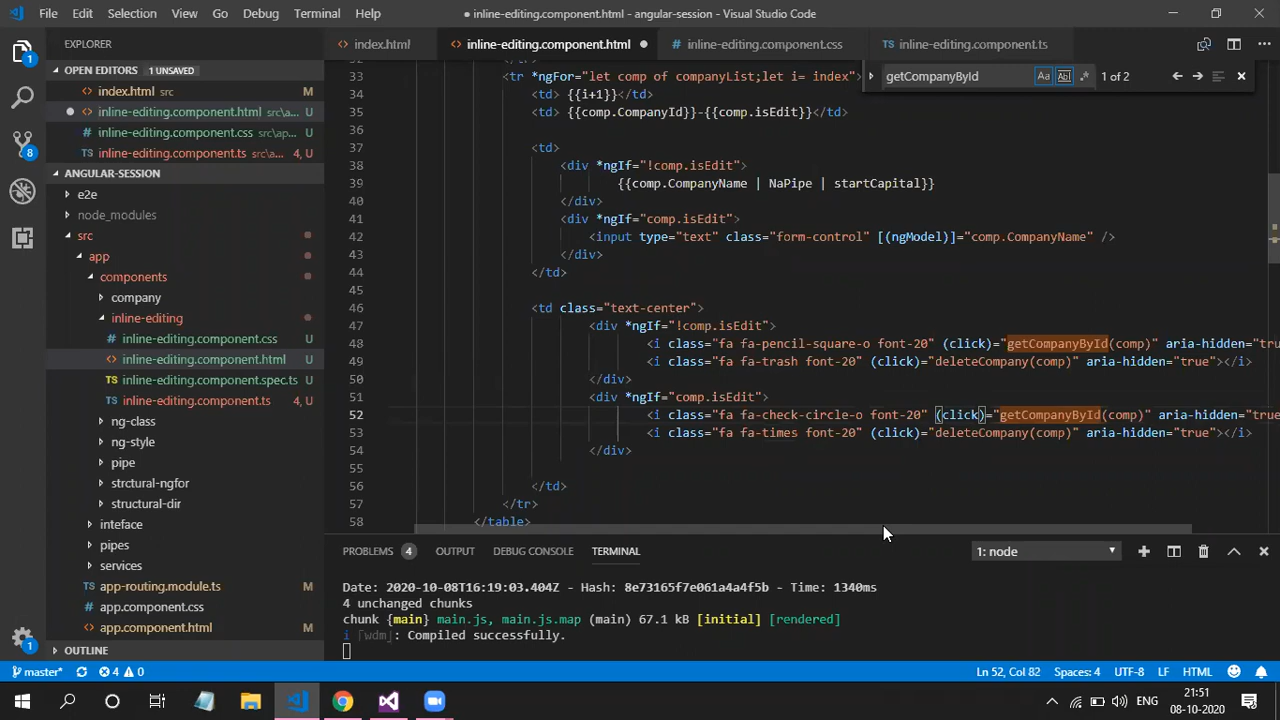 File Edit Selection View Go Debug Terminal Help
● inline-editing.component.html - angular-session - Visual Studio Code
EXPLORER
index.html
inline-editing.component.html
inline-editing.component.css
inline-editing.component.ts
OPEN EDITORS 1 UNSAVED
index.html src M
inline-editing.component.html src\a... U
inline-editing.component.css src\ap... U
inline-editing.component.ts src\a... 4, U
ANGULAR-SESSION
e2e
node_modules
src
app
components
company
inline-editing
inline-editing.component.css U
inline-editing.component.html U
inline-editing.component.spec.ts U
inline-editing.component.ts 4, U
ng-class
ng-style
pipe
strctural-ngfor
structural-dir
inteface
pipes
services
app-routing.module.ts M
app.component.css
app.component.html M
OUTLINE
getCompanyById Aa Abl .* 1 of 2
33 <tr *ngFor="let comp of companyList;let i= index">
34 <td> {{i+1}}</td>
35 <td> {{comp.CompanyId}}-{{comp.isEdit}}</td>
36
37 <td>
38 <div *ngIf="!comp.isEdit">
39 {{comp.CompanyName | NaPipe | startCapital}}
40 </div>
41 <div *ngIf="comp.isEdit">
42 <input type="text" class="form-control" [(ngModel)]="comp.CompanyName" />
43 </div>
44 </td>
45
46 <td class="text-center">
47 <div *ngIf="!comp.isEdit">
48 <i class="fa fa-pencil-square-o font-20" (click)="getCompanyById(comp)" aria-hidden="true
49 <i class="fa fa-trash font-20" (click)="deleteCompany(comp)" aria-hidden="true"></i>
50 </div>
51 <div *ngIf="comp.isEdit">
52 <i class="fa fa-check-circle-o font-20" (click)="getCompanyById(comp)" aria-hidden="true
53 <i class="fa fa-times font-20" (click)="deleteCompany(comp)" aria-hidden="true"></i>
54 </div>
55
56 </td>
57 </tr>
58 </table>
PROBLEMS 4 OUTPUT DEBUG CONSOLE TERMINAL 1: node
Date: 2020-10-08T16:19:03.404Z - Hash: 8e73165f7e061a4a4f5b - Time: 1340ms
4 unchanged chunks
chunk {main} main.js, main.js.map (main) 67.1 kB [initial] [rendered]
i ｢wdm｣: Compiled successfully.
master* 4 0 Ln 52, Col 82 Spaces: 4 UTF-8 LF HTML
ENG 21:51
08-10-2020